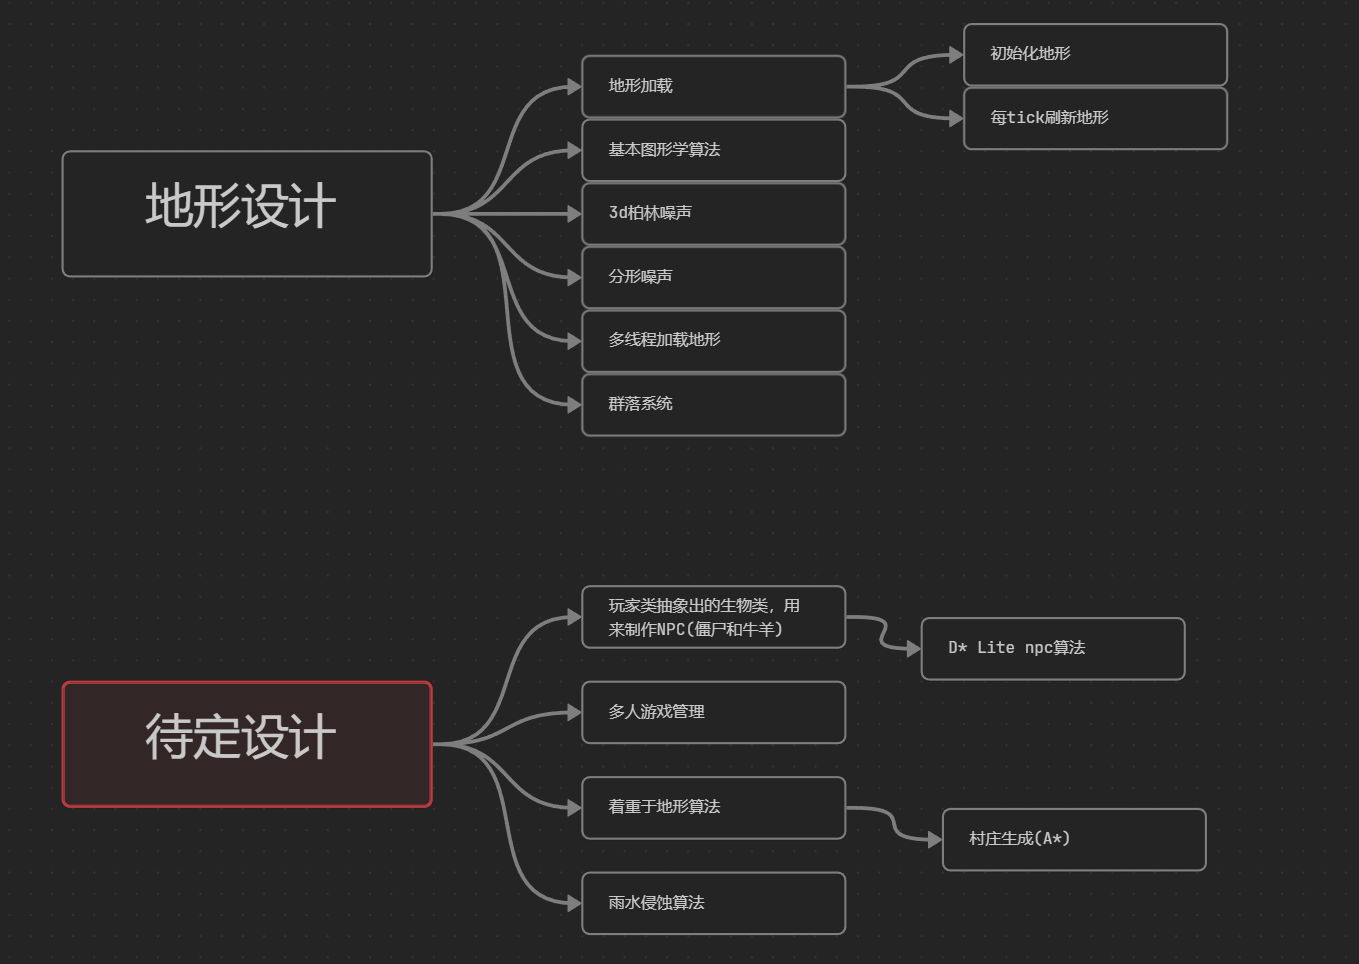 地形设计
地形加载
初始化地形
每tick刷新地形
基本图形学算法
3d柏林噪声
分形噪声
多线程加载地形
群落系统
待定设计
玩家类抽象出的生物类，用
来制作NPC(僵尸和牛羊)
D* Lite npc算法
多人游戏管理
着重于地形算法
村庄生成(A*)
雨水侵蚀算法